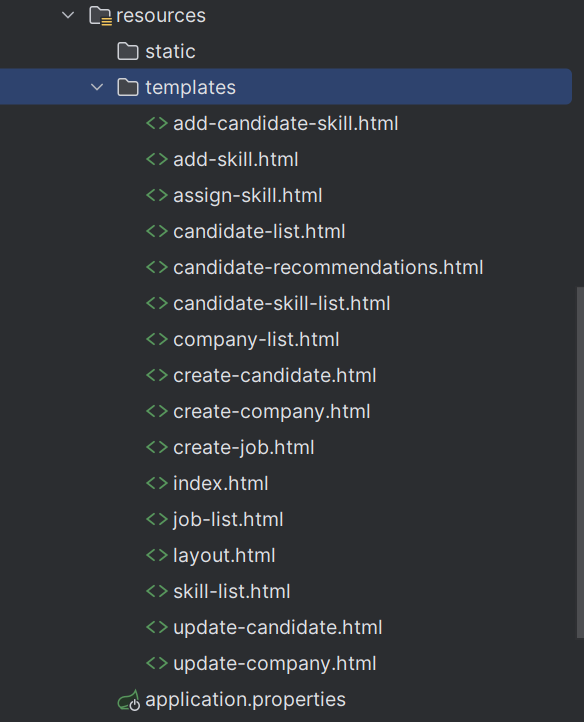 resources
static
templates
add-candidate-skill.html
add-skill.html
assign-skill.html
candidate-list.html
candidate-recommendations.html
candidate-skill-list.html
company-list.html
create-candidate.html
create-company.html
create-job.html
index.html
job-list.html
layout.html
skill-list.html
update-candidate.html
update-company.html
application.properties